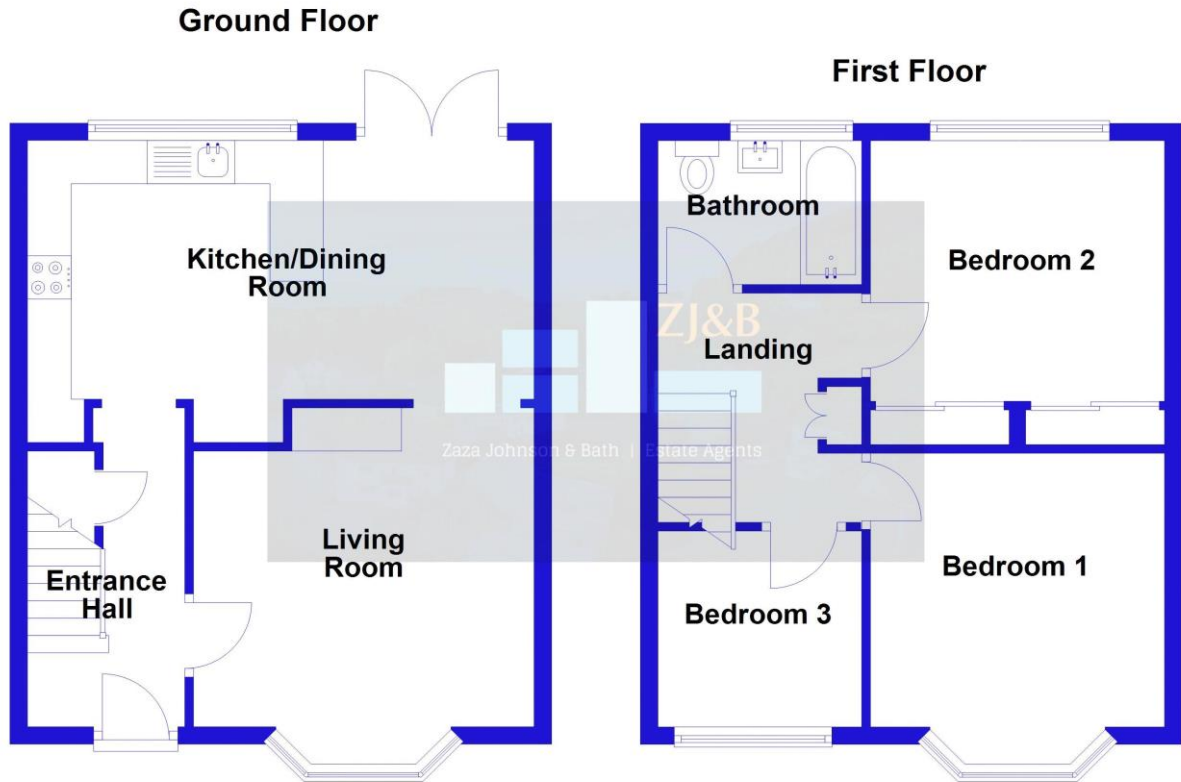 Ground Floor
Kitchen/Dining
Room
Living
Room
Entrance
Hall
First Floor
Bathroom
Bedroom 2
Landing
Bedroom 1
Bedroom 3
ZJ&B
Zaza Johnson & Bath | Estate Agents